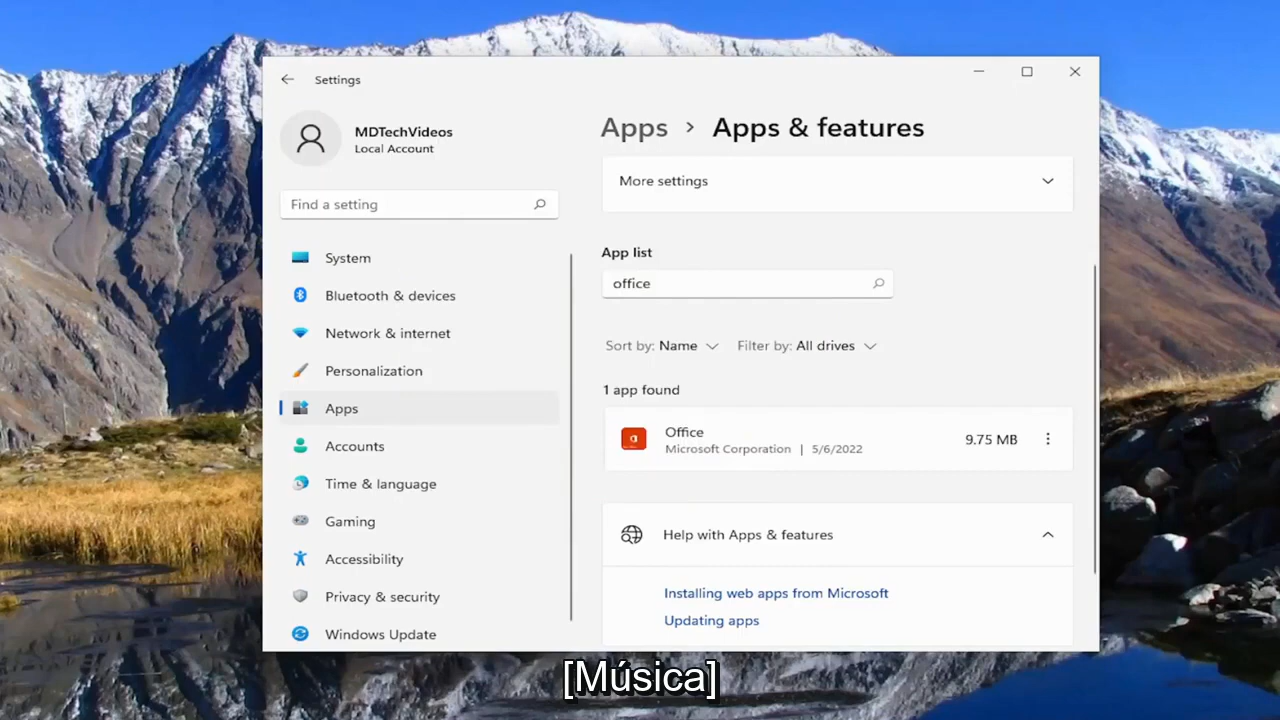 Settings
MDTechVideos
Local Account
Find a setting
System
Bluetooth & devices
Network & internet
Personalization
Apps
Accounts
Time & language
Gaming
Accessibility
Privacy & security
Windows Update
Apps > Apps & features
More settings
App list
office
Sort by: Name Filter by: All drives
1 app found
Office
Microsoft Corporation | 5/6/2022
9.75 MB
Help with Apps & features
Installing web apps from Microsoft
Updating apps
[Música]